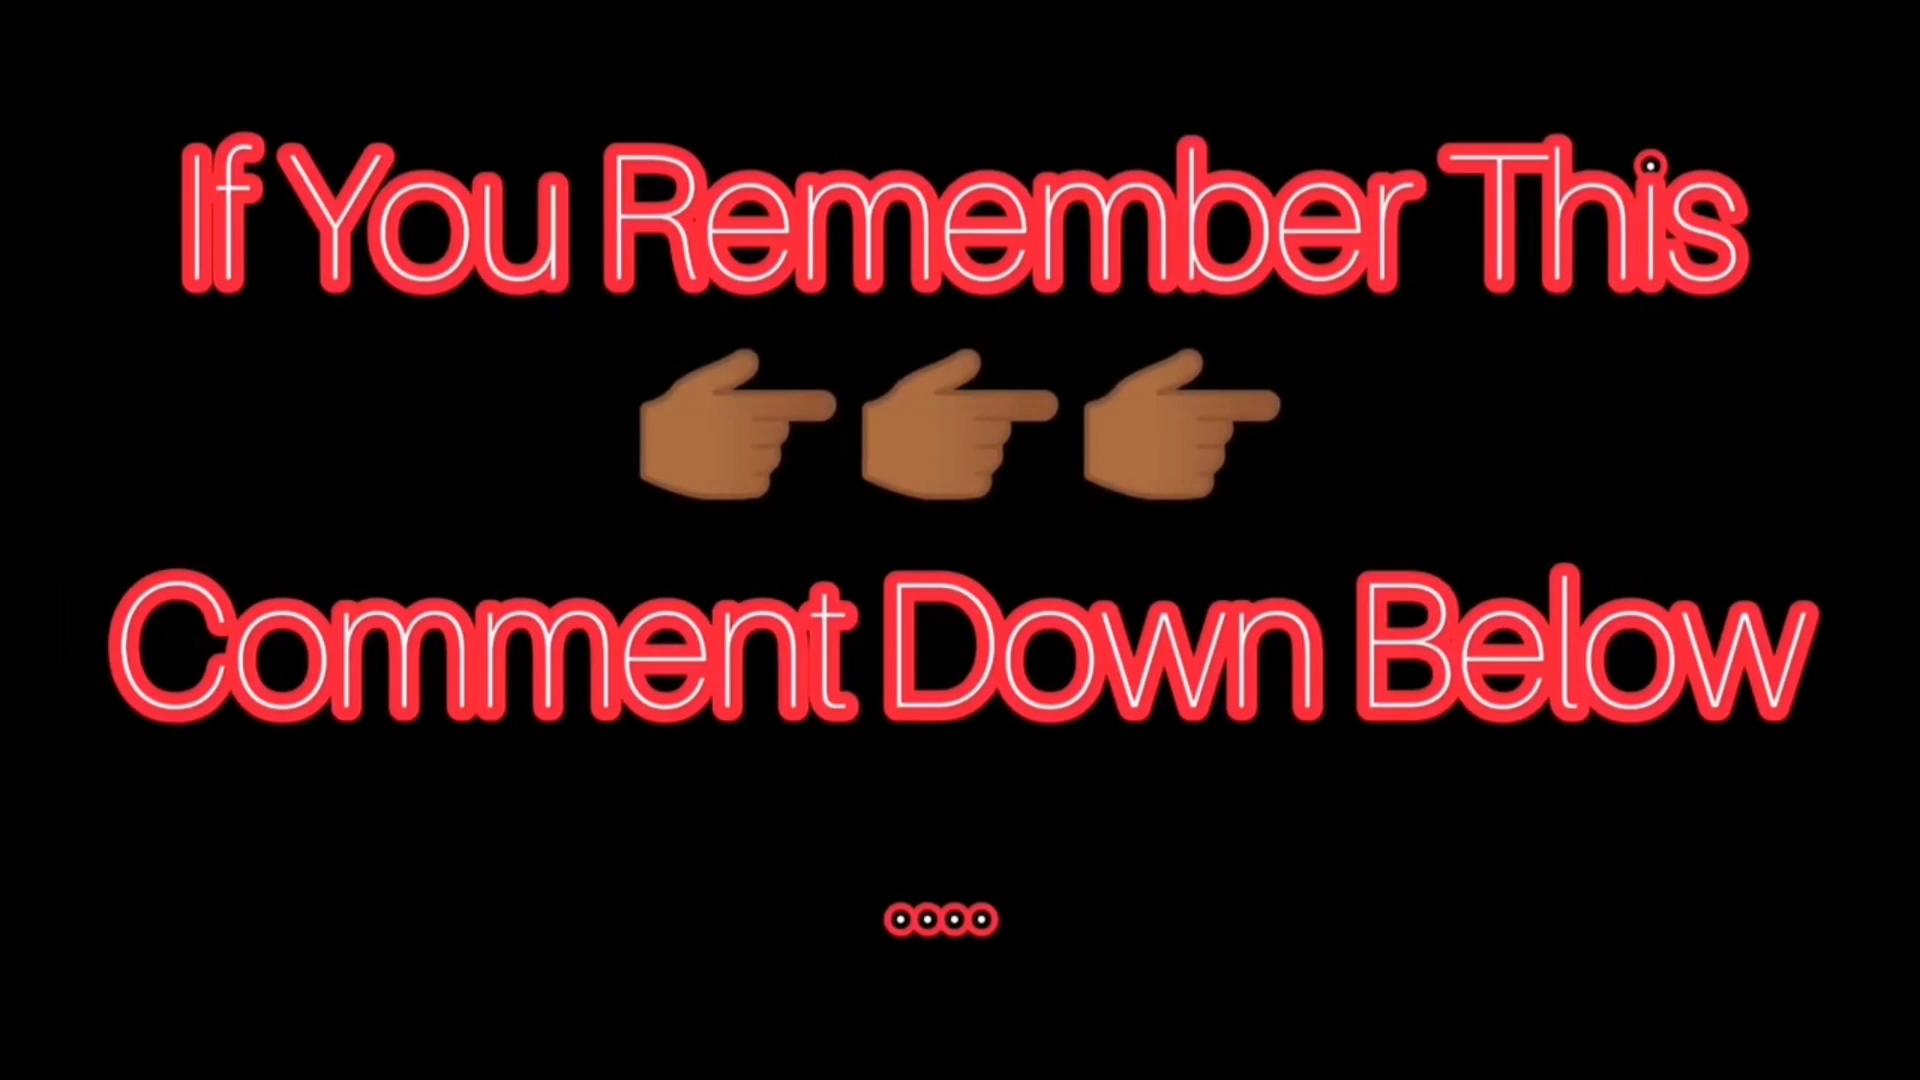 If You Remember This
👉🏾👉🏾👉🏾
Comment Down Below
....